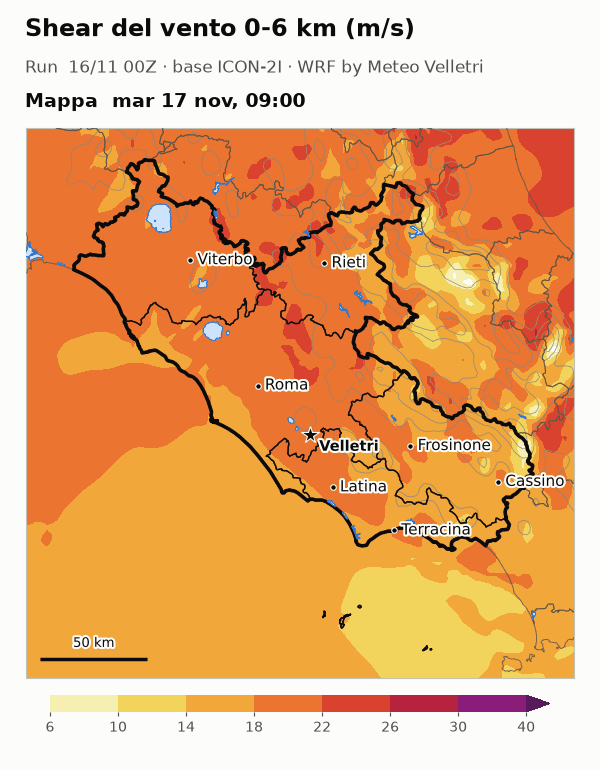 Shear del vento 0-6 km (m/s)
Run  16/11 00Z · base ICON-2I · WRF by Meteo Velletri
Mappa  mar 17 nov, 09:00
Viterbo
Rieti
Roma
Velletri
Frosinone
Latina
Cassino
Terracina
50 km
6 10 14 18 22 26 30 40